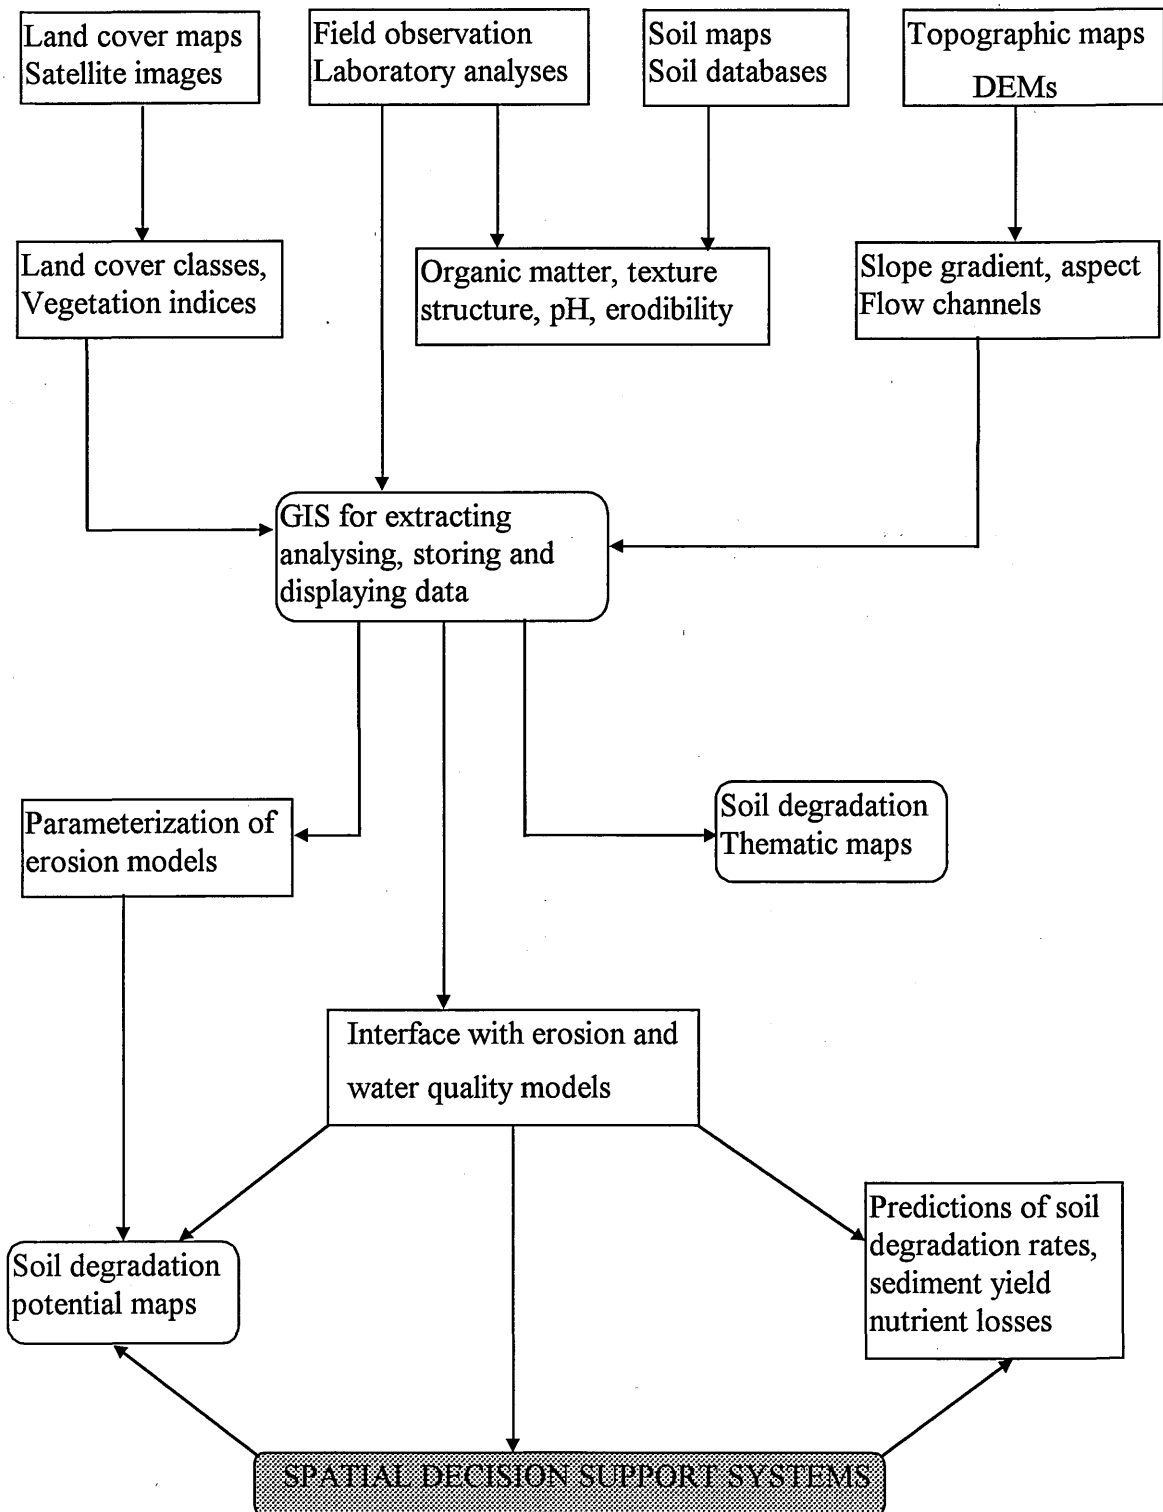 Land cover maps
Satellite images
Field observation
Laboratory analyses
Soil maps
Soil databases
Topographic maps
DEMs
Land cover classes,
Vegetation indices
Organic matter, texture
structure, pH, erodibility
Slope gradient, aspect
Flow channels
GIS for extracting
analysing, storing and
displaying data
Parameterization of
erosion models
Soil degradation
Thematic maps
Interface with erosion and
water quality models
Soil degradation
potential maps
Predictions of soil
degradation rates,
sediment yield
nutrient losses
SPATIAL DECISION SUPPORT SYSTEMS